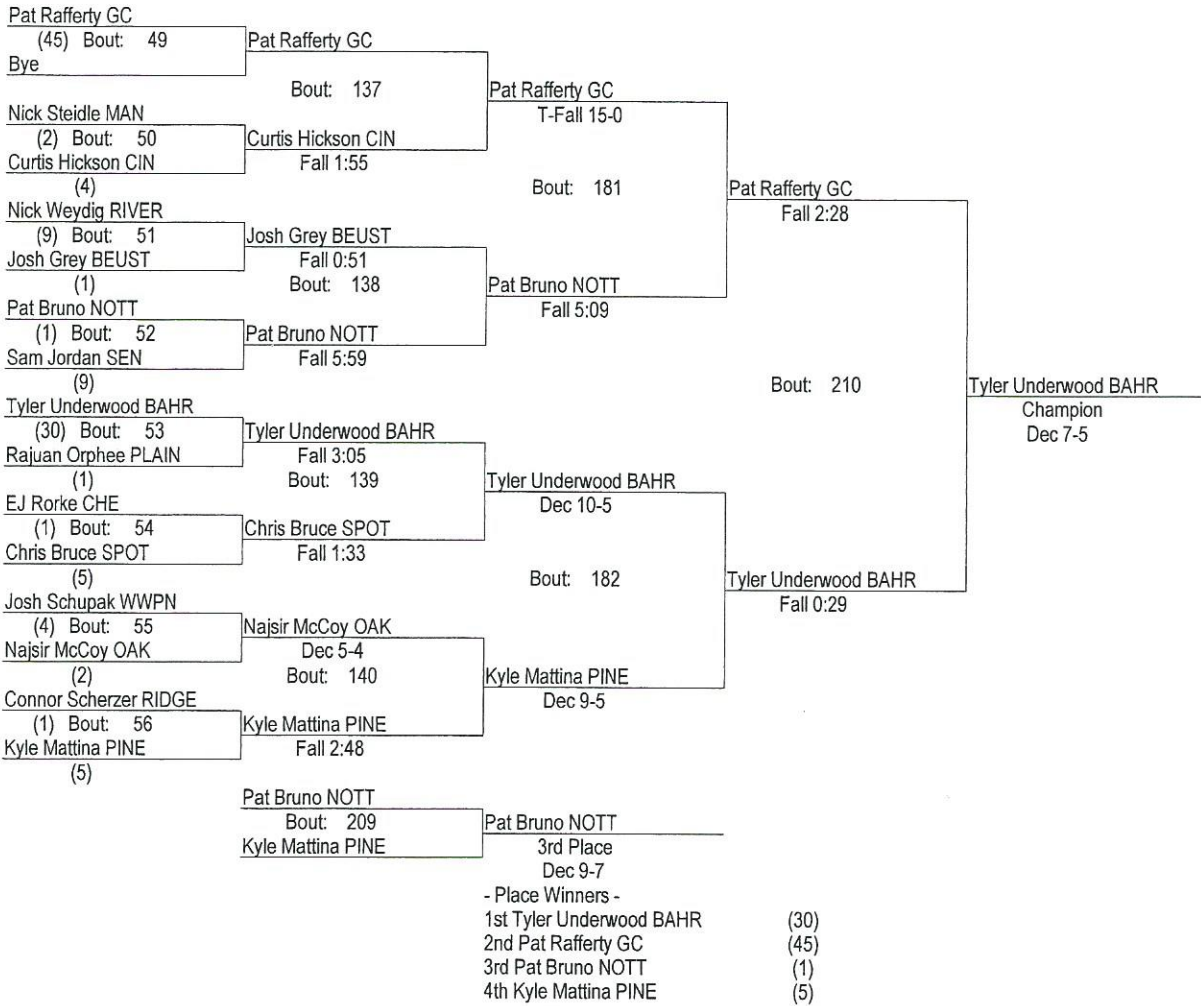 Pat Rafferty GC
(45) Bout: 49
Bye
Pat Rafferty GC
Bout: 137
Nick Steidle MAN
(2) Bout: 50
Curtis Hickson CIN
(4)
Curtis Hickson CIN
Fall 1:55
Pat Rafferty GC
T-Fall 15-0
Bout: 181
Nick Weydig RIVER
(9) Bout: 51
Josh Grey BEUST
(1)
Josh Grey BEUST
Fall 0:51
Bout: 138
Pat Bruno NOTT
(1) Bout: 52
Sam Jordan SEN
(9)
Pat Bruno NOTT
Fall 5:59
Pat Bruno NOTT
Fall 5:09
Pat Rafferty GC
Fall 2:28
Bout: 210
Tyler Underwood BAHR
Champion
Dec 7-5
Tyler Underwood BAHR
(30) Bout: 53
Rajuan Orphee PLAIN
(1)
Tyler Underwood BAHR
Fall 3:05
Bout: 139
EJ Rorke CHE
(1) Bout: 54
Chris Bruce SPOT
(5)
Chris Bruce SPOT
Fall 1:33
Tyler Underwood BAHR
Dec 10-5
Bout: 182
Tyler Underwood BAHR
Fall 0:29
Josh Schupak WWPN
(4) Bout: 55
Najsir McCoy OAK
(2)
Najsir McCoy OAK
Dec 5-4
Bout: 140
Connor Scherzer RIDGE
(1) Bout: 56
Kyle Mattina PINE
(5)
Kyle Mattina PINE
Fall 2:48
Kyle Mattina PINE
Dec 9-5
Pat Bruno NOTT
Bout: 209
Kyle Mattina PINE
Pat Bruno NOTT
3rd Place
Dec 9-7
- Place Winners -
1st Tyler Underwood BAHR (30)
2nd Pat Rafferty GC (45)
3rd Pat Bruno NOTT (1)
4th Kyle Mattina PINE (5)